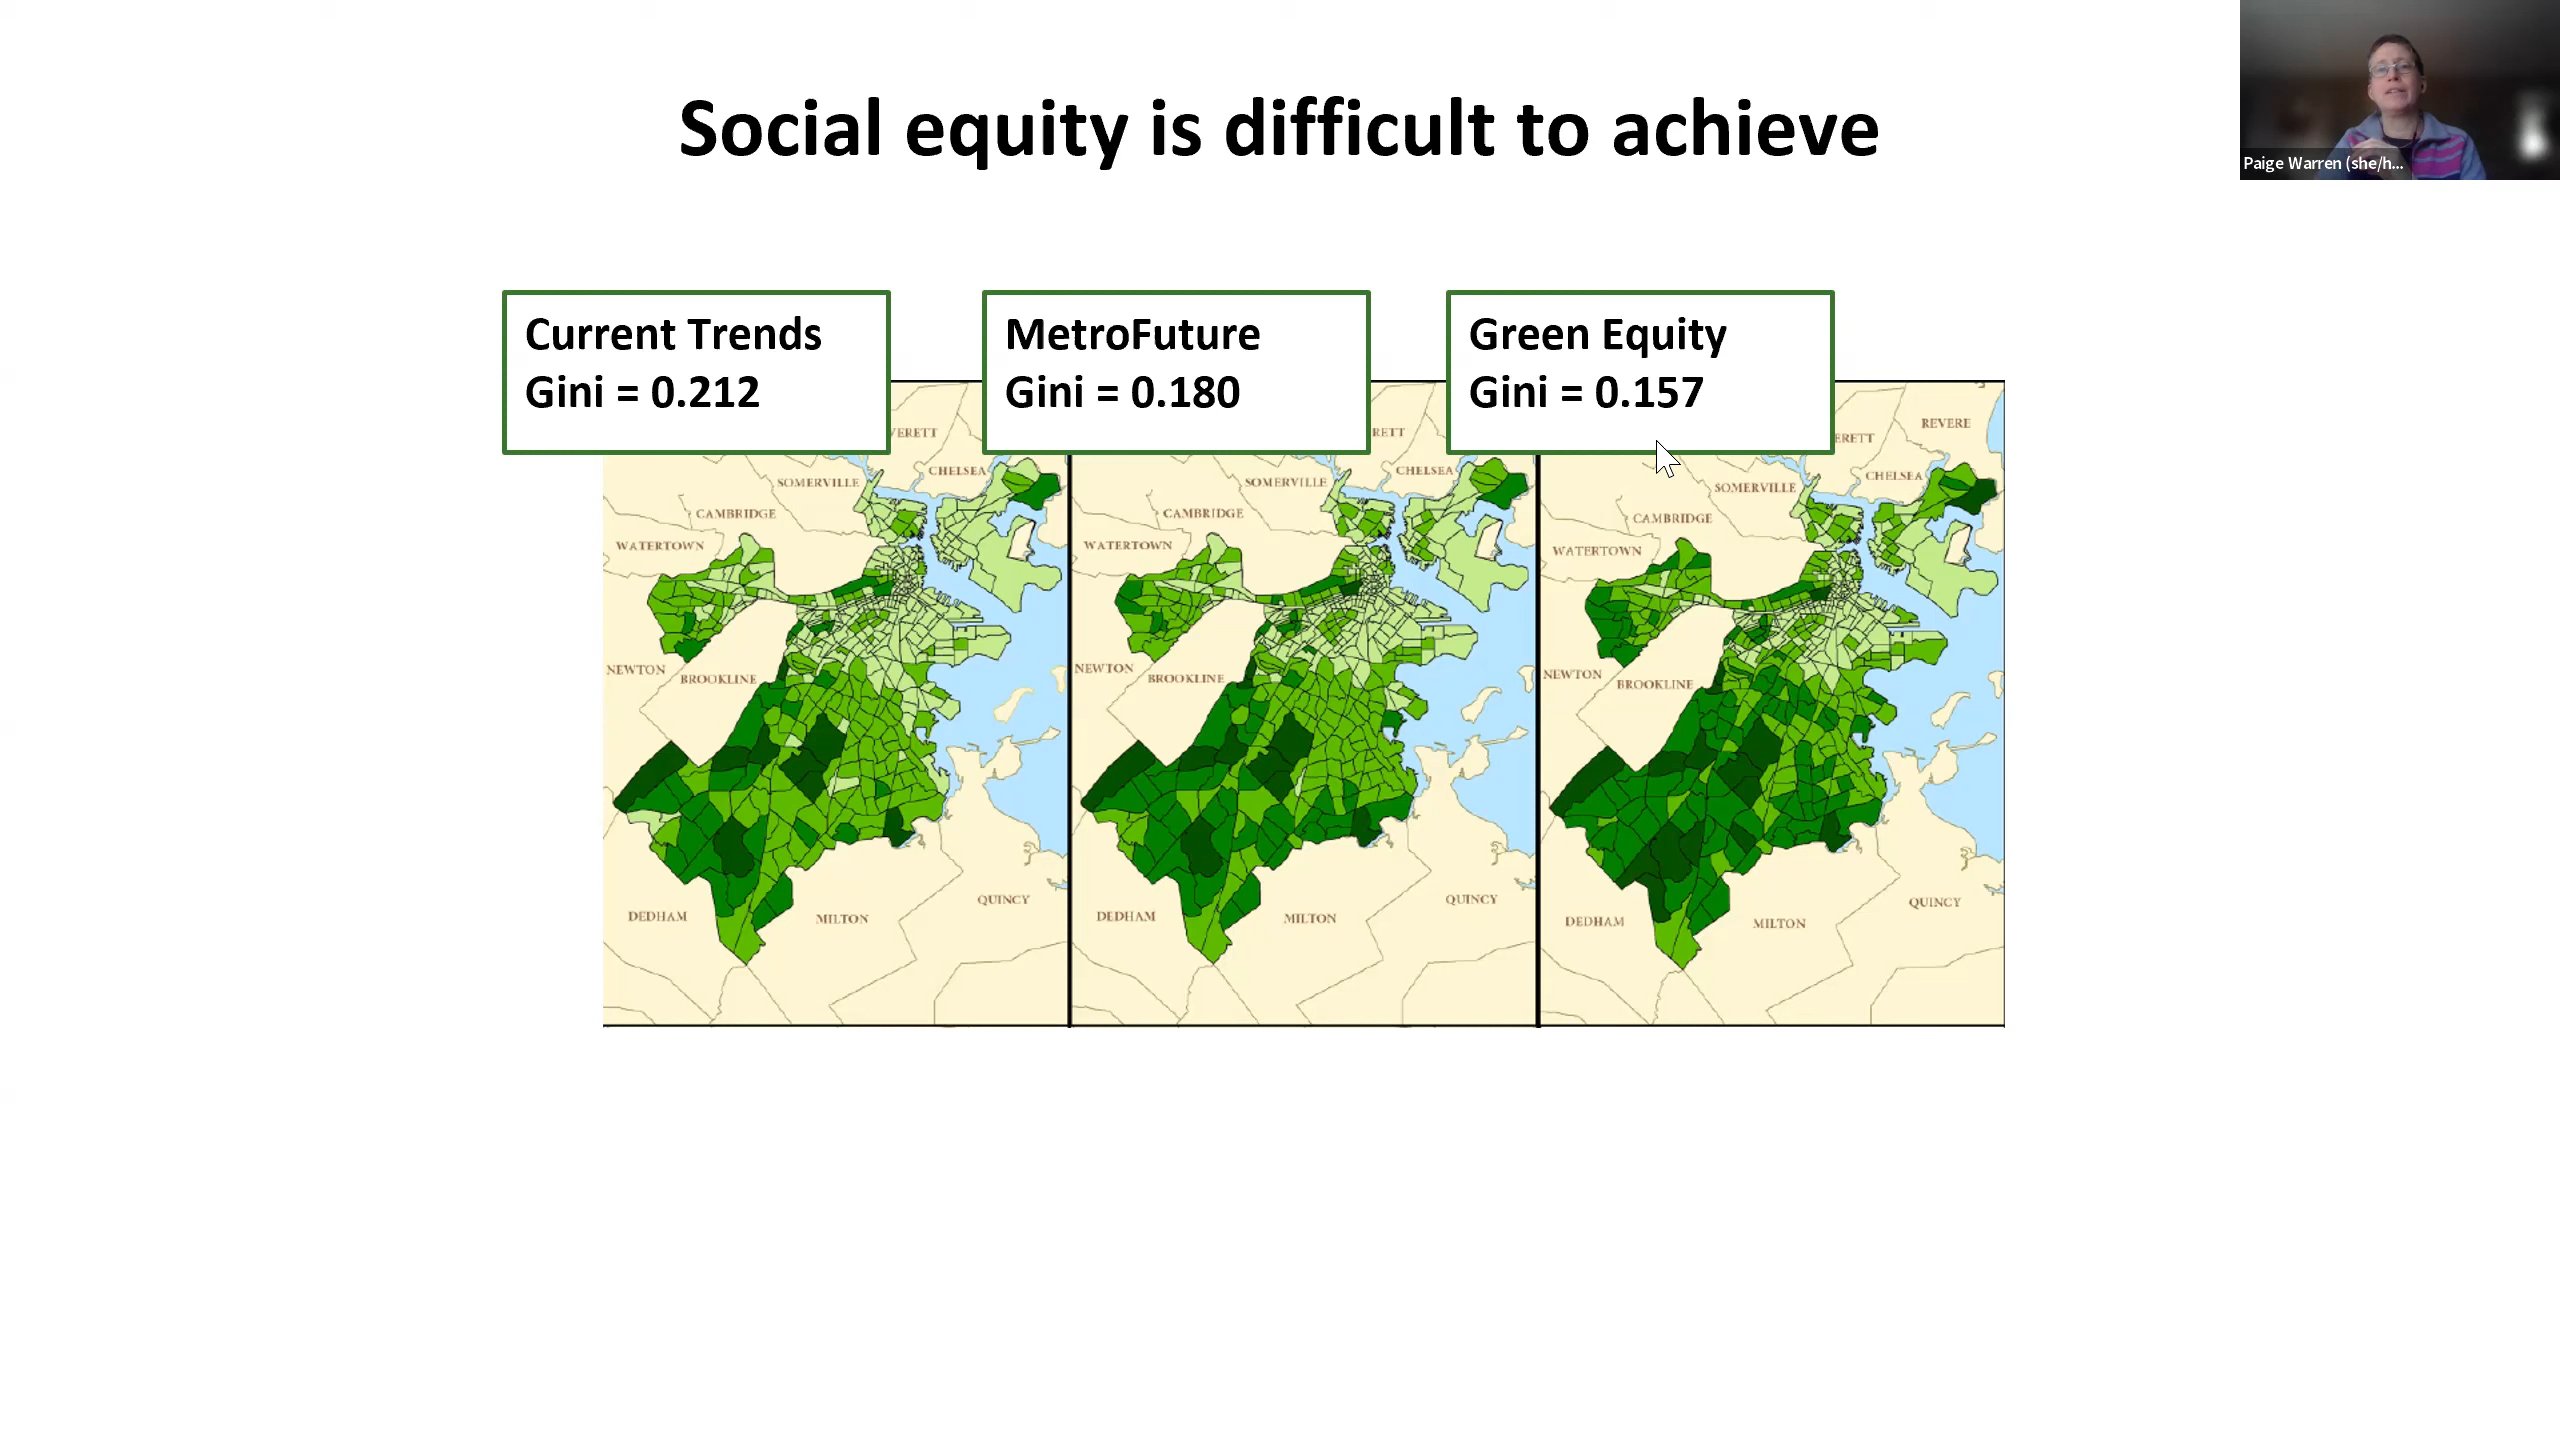 Social equity is difficult to achieve
Paige Warren (she/h...
Current Trends
Gini = 0.212
MetroFuture
Gini = 0.180
Green Equity
Gini = 0.157
VERETT
CHELSEA
SOMERVILLE
CAMBRIDGE
WATERTOWN
NEWTON
BROOKLINE
DEDHAM
MILTON
QUINCY
RETT
CHELSEA
SOMERVILLE
CAMBRIDGE
WATERTOWN
NEWTON
BROOKLINE
DEDHAM
MILTON
QUINCY
REVERE
ERETT
CHELSEA
SOMERVILLE
CAMBRIDGE
WATERTOWN
NEWTON
BROOKLINE
DEDHAM
MILTON
QUINCY